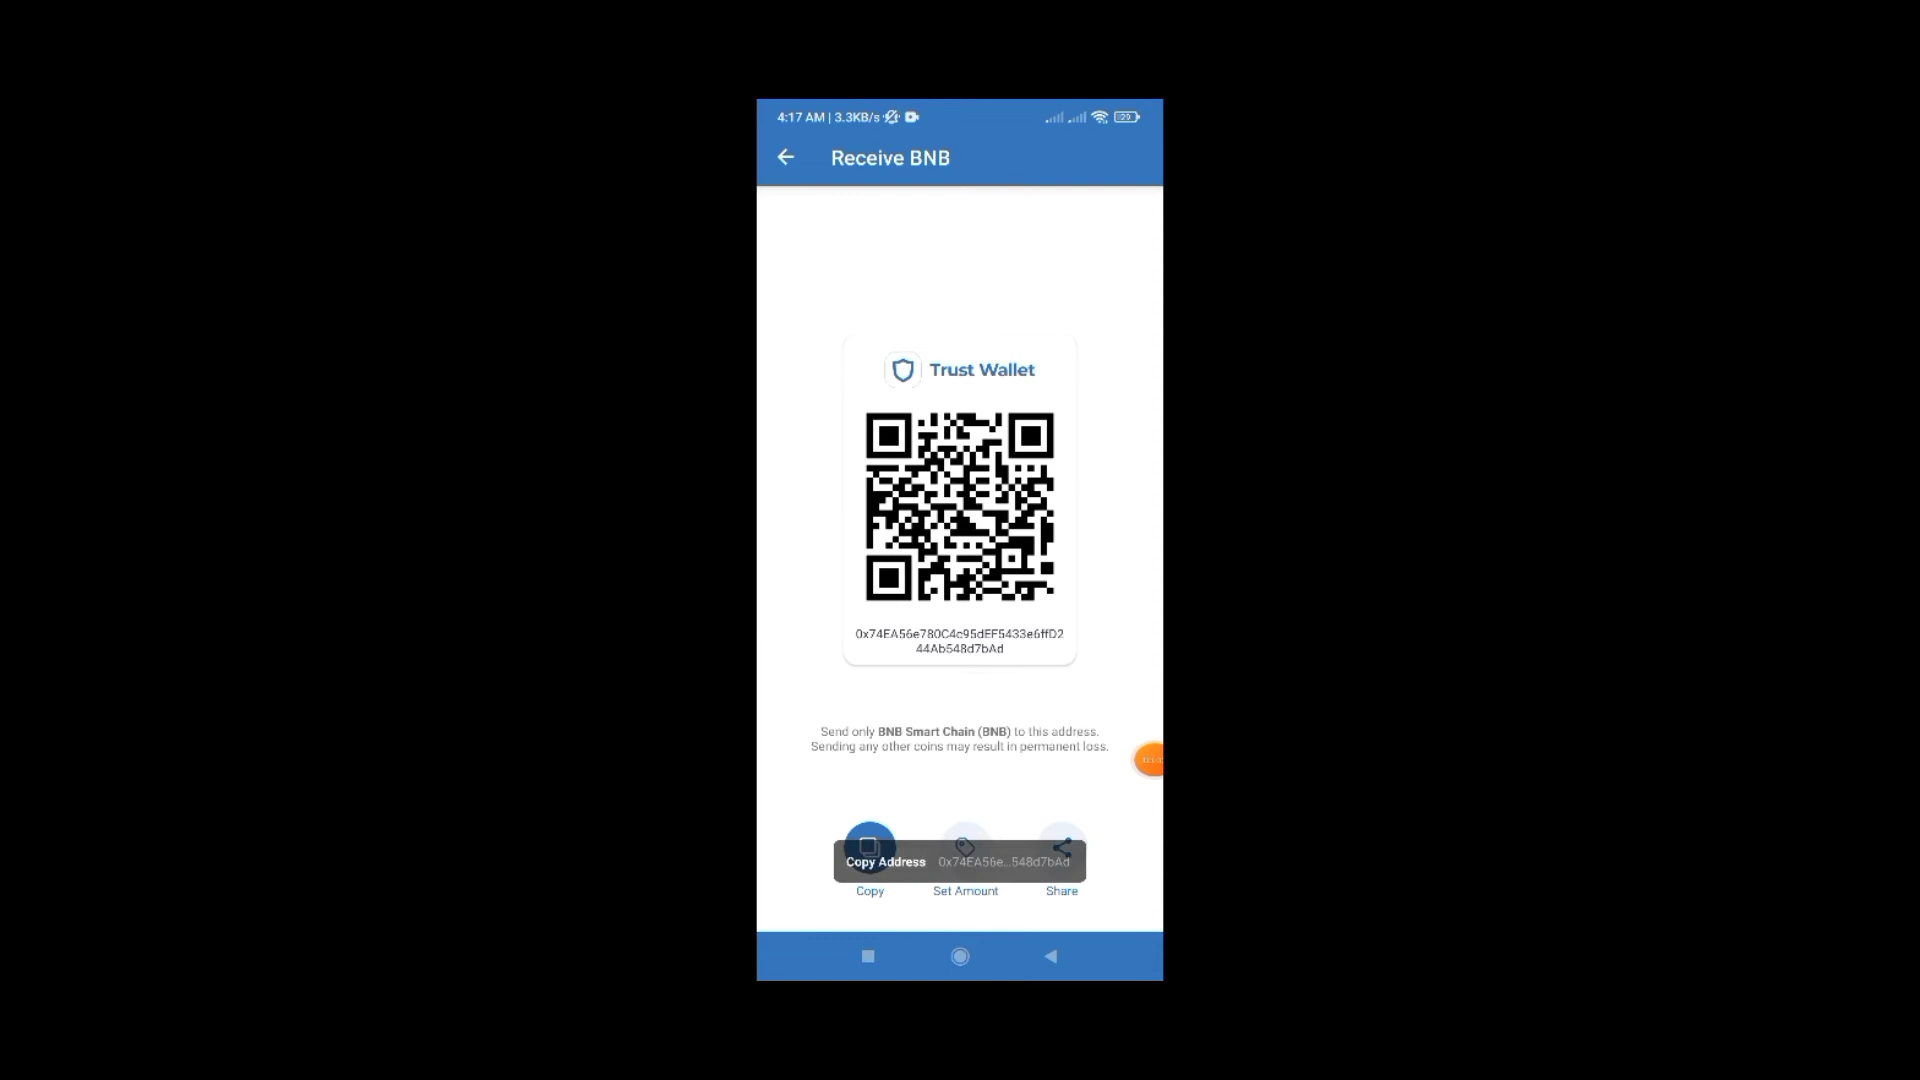 4:17 AM | 3.3KB/s
29
Receive BNB
Trust Wallet
0x74EA56e780C4c95dEF5433e6ffD2
44Ab548d7bAd
Send only BNB Smart Chain (BNB) to this address.
Sending any other coins may result in permanent loss.
Copy Address 0x74EA56e...548d7bAd
Copy
Set Amount
Share